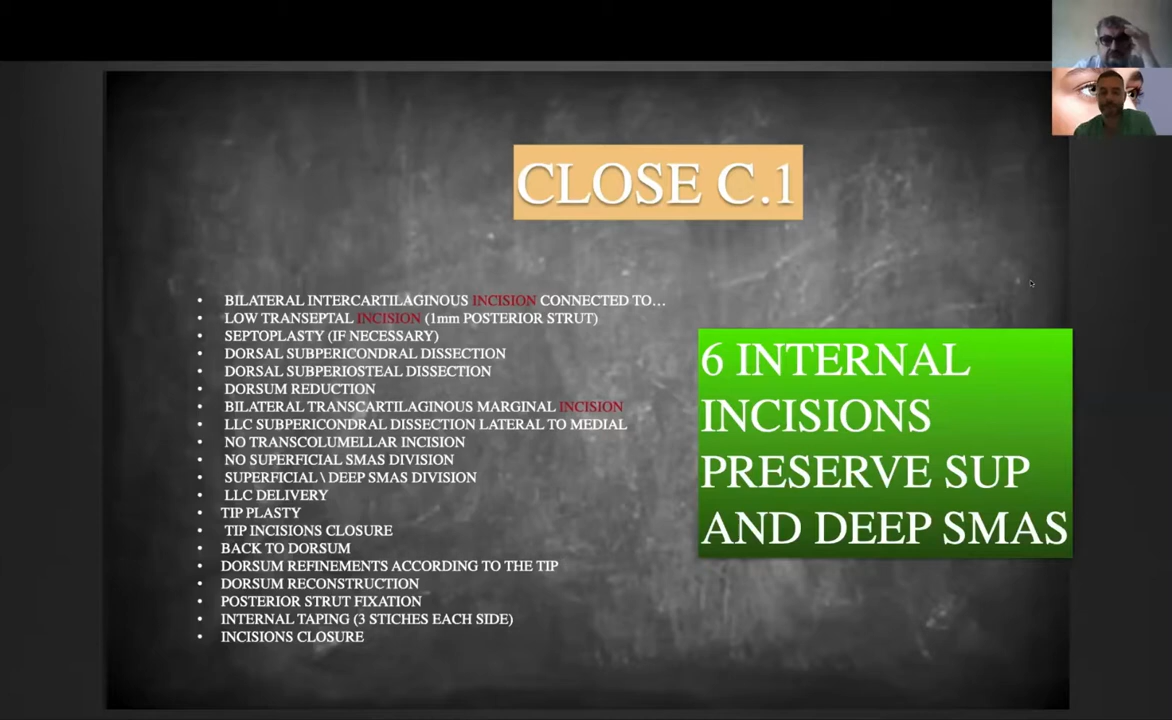 CLOSE C.1
• BILATERAL INTERCARTILAGINOUS INCISION CONNECTED TO…
• LOW TRANSEPTAL INCISION (1mm POSTERIOR STRUT)
• SEPTOPLASTY (IF NECESSARY)
• DORSAL SUBPERICONDRAL DISSECTION
• DORSAL SUBPERIOSTEAL DISSECTION
• DORSUM REDUCTION
• BILATERAL TRANSCARTILAGINOUS MARGINAL INCISION
• LLC SUBPERICONDRAL DISSECTION LATERAL TO MEDIAL
• NO TRANSCOLUMELLAR INCISION
• NO SUPERFICIAL SMAS DIVISION
• SUPERFICIAL \ DEEP SMAS DIVISION
• LLC DELIVERY
• TIP PLASTY
• TIP INCISIONS CLOSURE
• BACK TO DORSUM
• DORSUM REFINEMENTS ACCORDING TO THE TIP
• DORSUM RECONSTRUCTION
• POSTERIOR STRUT FIXATION
• INTERNAL TAPING (3 STICHES EACH SIDE)
• INCISIONS CLOSURE
6 INTERNAL
INCISIONS
PRESERVE SUP
AND DEEP SMAS